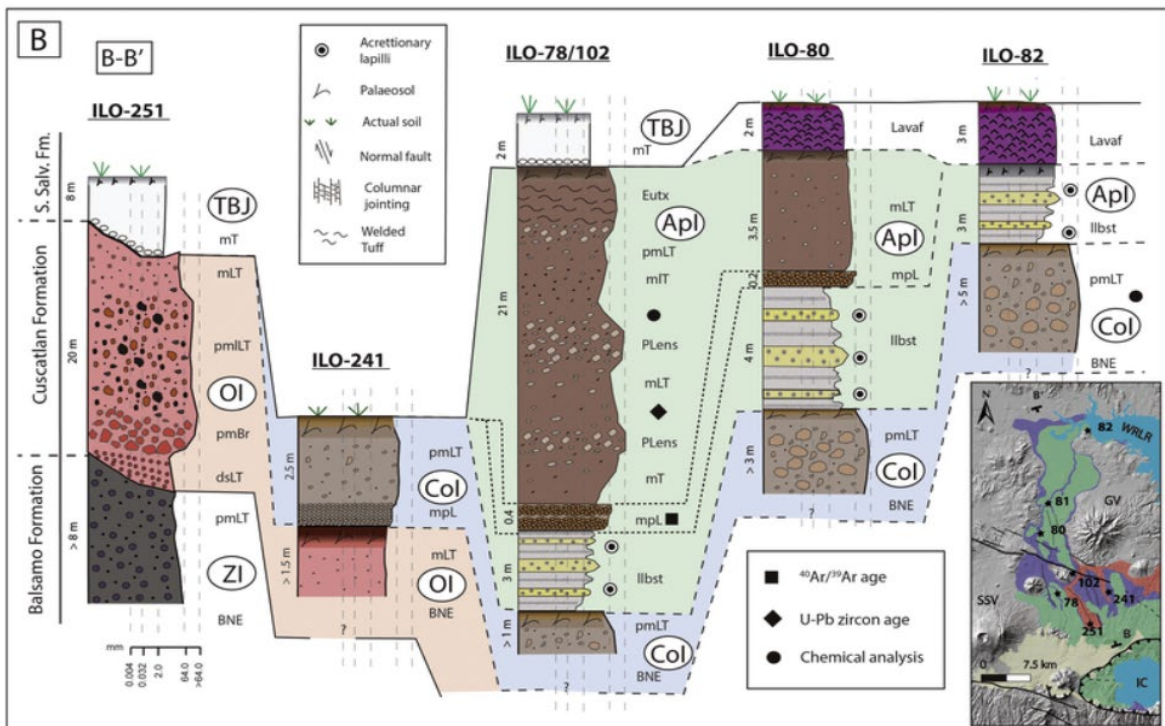 B
B-B'
ILO-251
S. Salv. Fm.
Cuscatlan Formation
Balsamo Formation
8 m
20 m
> 8 m
TBJ
mT
mLT
pmlLT
OI
pmBr
dsLT
pmLT
ZI
BNE
mm
0.004
0.032
2.0
64.0
>64.0
Acrettionary
lapilli
Palaeosol
Actual soil
Normal fault
Columnar
jointing
Welded
Tuff
ILO-241
2.5 m
> 1.5 m
pmLT
Col
mpL
mLT
OI
BNE
?
ILO-78/102
2 m
21 m
0.4
3 m
> 1 m
TBJ
mT
Eutx
Apl
pmLT
mlT
PLens
mLT
PLens
mT
mpL
llbst
pmLT
Col
BNE
?
ILO-80
2 m
3.5 m
0.2
4 m
> 3 m
Lavaf
mLT
Apl
mpL
llbst
pmLT
Col
BNE
?
ILO-82
3 m
3 m
> 5 m
Lavaf
Apl
llbst
pmLT
Col
BNE
?
⁴⁰Ar/³⁹Ar age
U-Pb zircon age
Chemical analysis
N
B'
82
WRLR
81
GV
80
102
241
78
SSV
251
B
0
7.5 km
IC